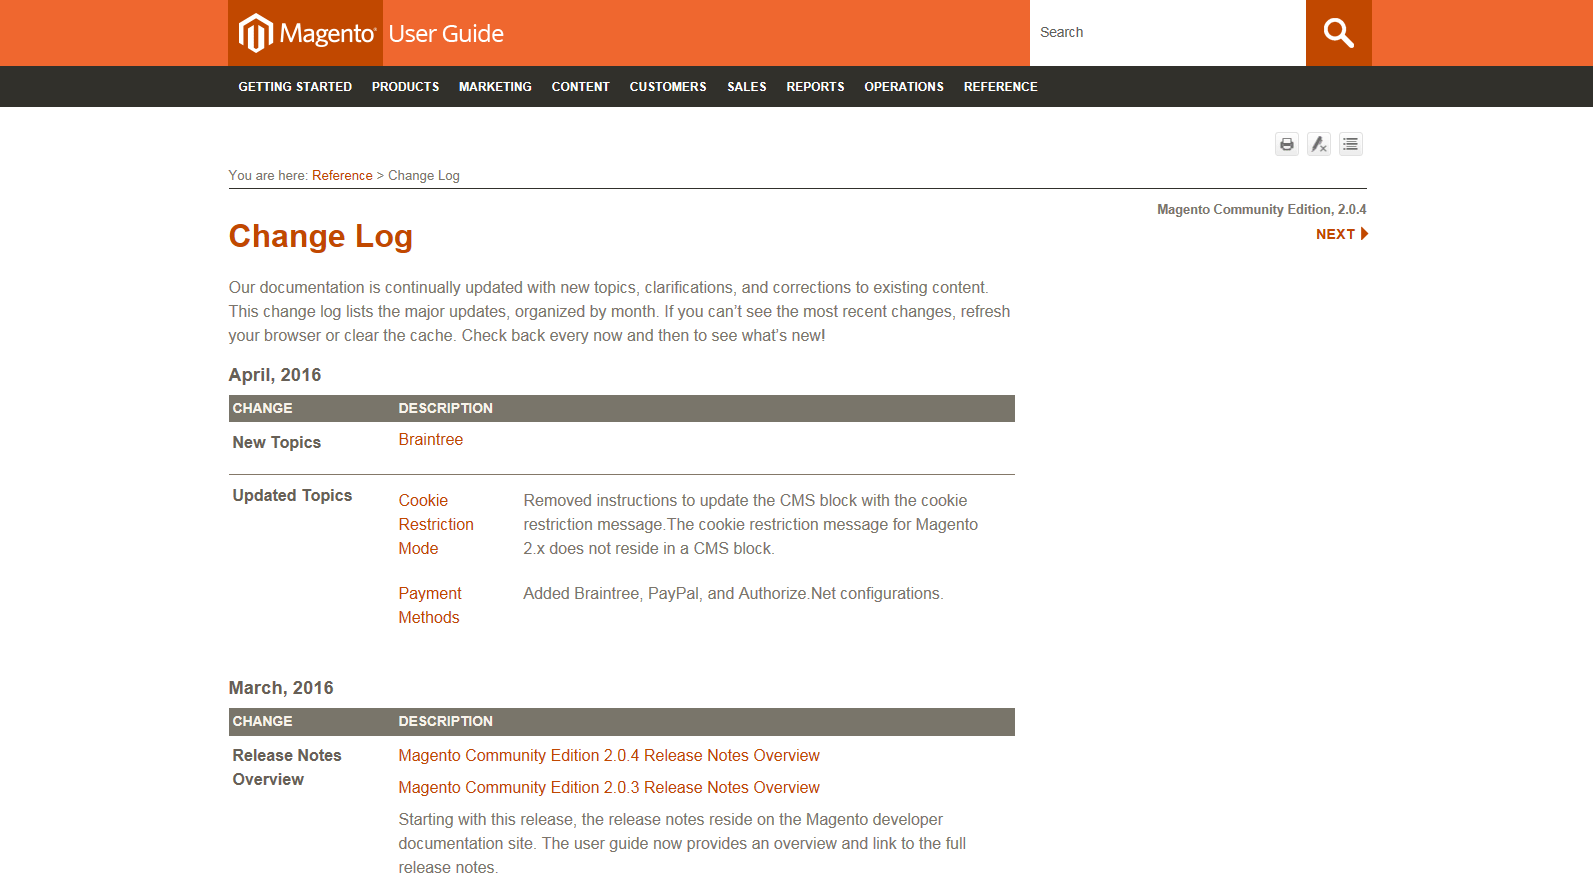 Magento User Guide
Search
GETTING STARTED PRODUCTS MARKETING CONTENT CUSTOMERS SALES REPORTS OPERATIONS REFERENCE
You are here: Reference > Change Log
Magento Community Edition, 2.0.4
NEXT
Change Log
Our documentation is continually updated with new topics, clarifications, and corrections to existing content.
This change log lists the major updates, organized by month. If you can’t see the most recent changes, refresh
your browser or clear the cache. Check back every now and then to see what’s new!
April, 2016
CHANGE DESCRIPTION
New Topics Braintree
Updated Topics
Cookie
Restriction
Mode
Removed instructions to update the CMS block with the cookie
restriction message.The cookie restriction message for Magento
2.x does not reside in a CMS block.
Payment
Methods
Added Braintree, PayPal, and Authorize.Net configurations.
March, 2016
CHANGE DESCRIPTION
Release Notes
Overview
Magento Community Edition 2.0.4 Release Notes Overview
Magento Community Edition 2.0.3 Release Notes Overview
Starting with this release, the release notes reside on the Magento developer
documentation site. The user guide now provides an overview and link to the full
release notes.